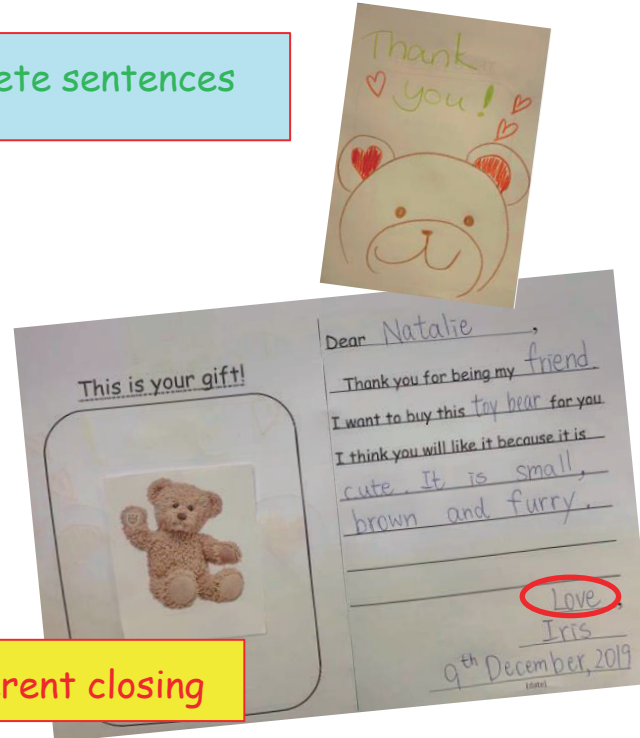 ete sentences
Thank
you!
This is your gift!
Dear Natalie,
Thank you for being my friend
I want to buy this toy bear for you
I think you will like it because it is
cute. It is small,
brown and furry.
Love,
Iris
9th December, 2019
(date)
rent closing